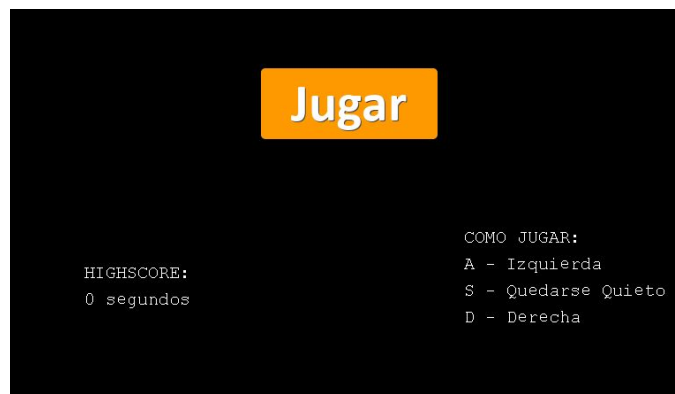 Jugar
HIGHSCORE:
0 segundos
COMO JUGAR:
A - Izquierda
S - Quedarse Quieto
D - Derecha